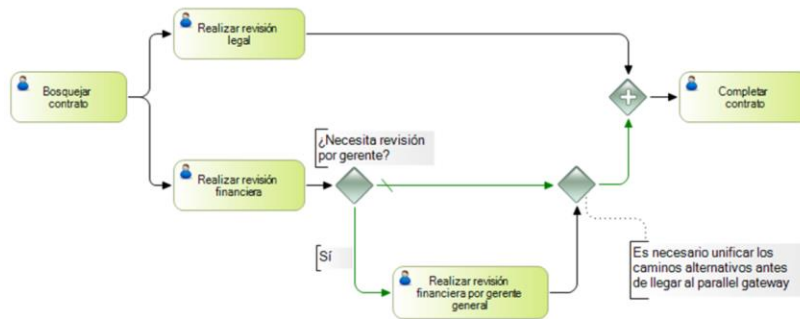 Realizar revisión
legal
Bosquejar
contrato
Completar
contrato
¿Necesita revisión
por gerente?
Realizar revisión
financiera
Sí
Realizar revisión
financiera por gerente
general
Es necesario unificar los
caminos alternativos antes
de llegar al parallel gateway